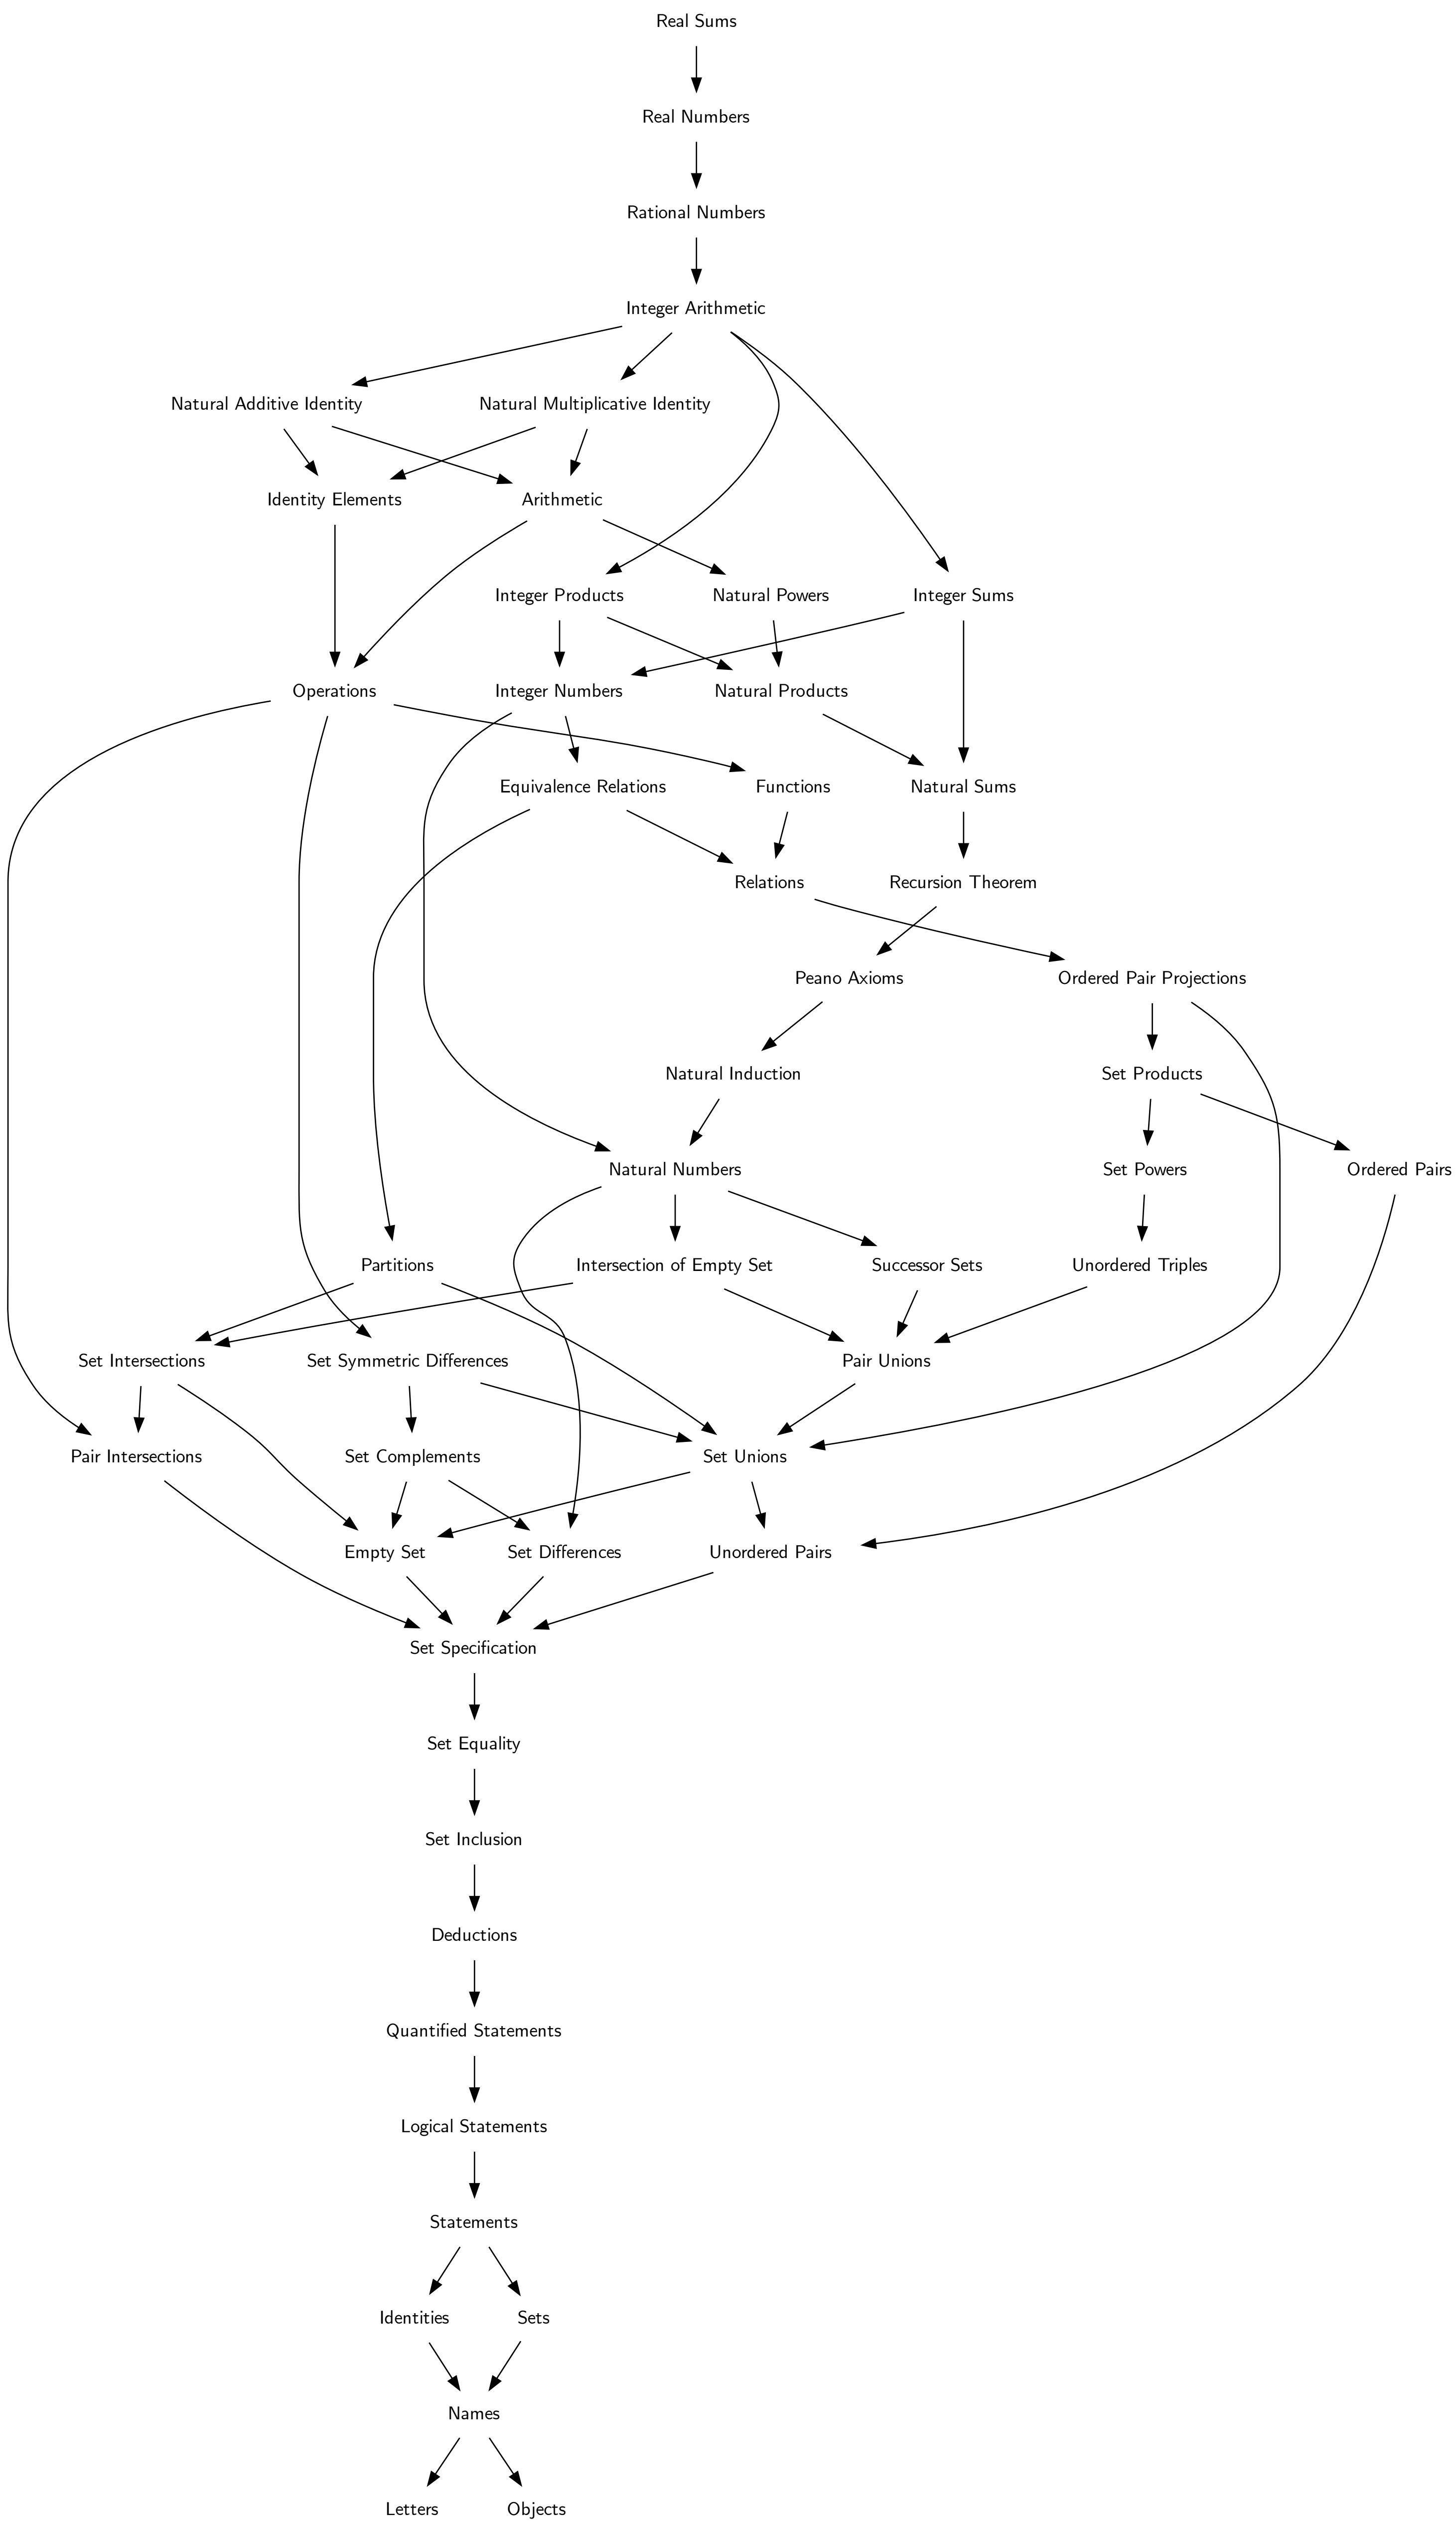 Real Sums
Real Numbers
Rational Numbers
Integer Arithmetic
Natural Additive Identity
Natural Multiplicative Identity
Identity Elements
Arithmetic
Integer Products
Natural Powers
Integer Sums
Operations
Integer Numbers
Natural Products
Equivalence Relations
Functions
Natural Sums
Relations
Recursion Theorem
Peano Axioms
Ordered Pair Projections
Natural Induction
Set Products
Natural Numbers
Set Powers
Ordered Pairs
Partitions
Intersection of Empty Set
Successor Sets
Unordered Triples
Set Intersections
Set Symmetric Differences
Pair Unions
Pair Intersections
Set Complements
Set Unions
Empty Set
Set Differences
Unordered Pairs
Set Specification
Set Equality
Set Inclusion
Deductions
Quantified Statements
Logical Statements
Statements
Identities
Sets
Names
Letters
Objects